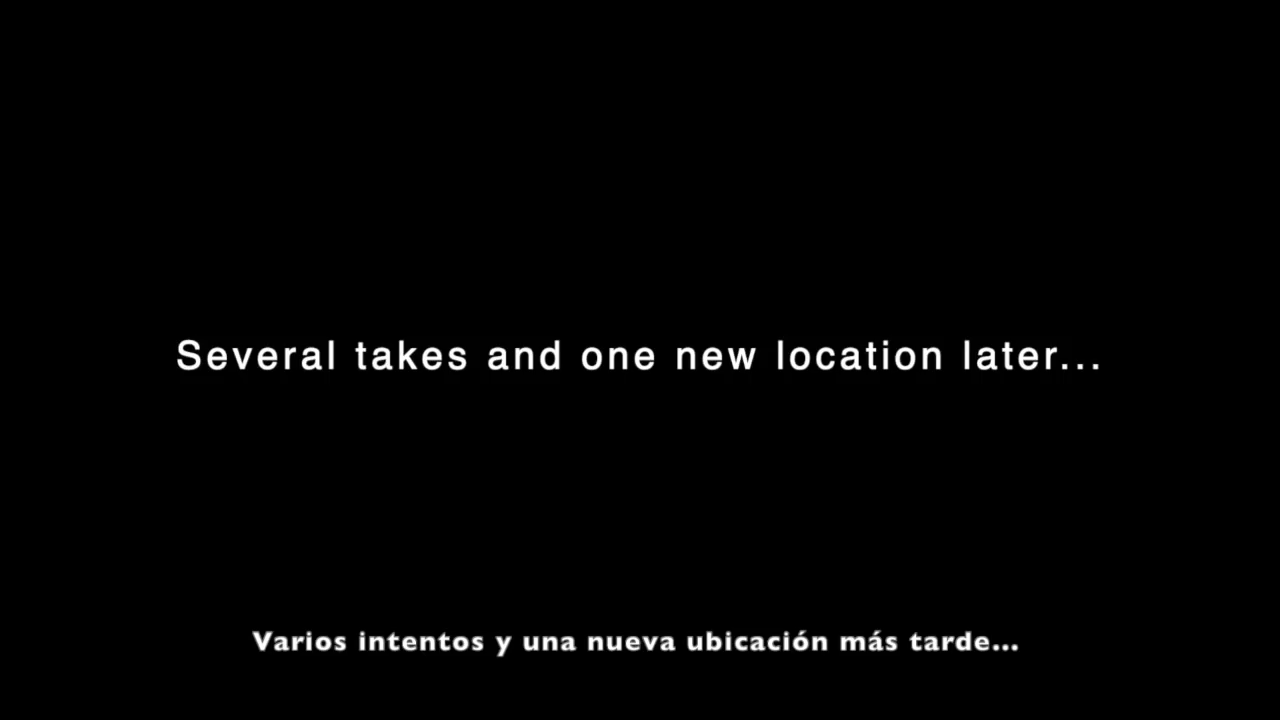 Several takes and one new location later...
Varios intentos y una nueva ubicación más tarde...